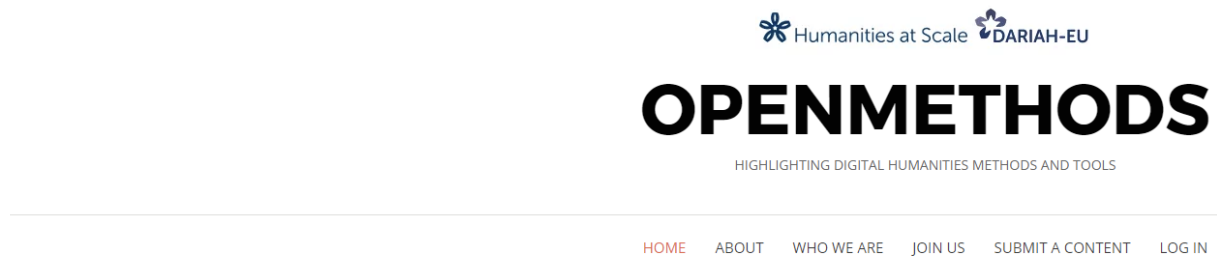 Humanities at Scale DARIAH-EU
OPENMETHODS
HIGHLIGHTING DIGITAL HUMANITIES METHODS AND TOOLS
HOME ABOUT WHO WE ARE JOIN US SUBMIT A CONTENT LOG IN